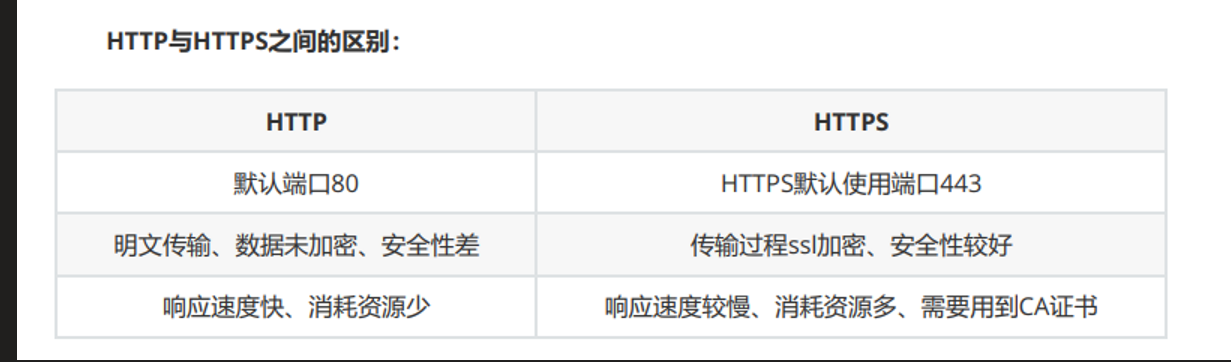 HTTP与HTTPS之间的区别：
HTTP HTTPS
默认端口80 HTTPS默认使用端口443
明文传输、数据未加密、安全性差 传输过程ssl加密、安全性较好
响应速度快、消耗资源少 响应速度较慢、消耗资源多、需要用到CA证书